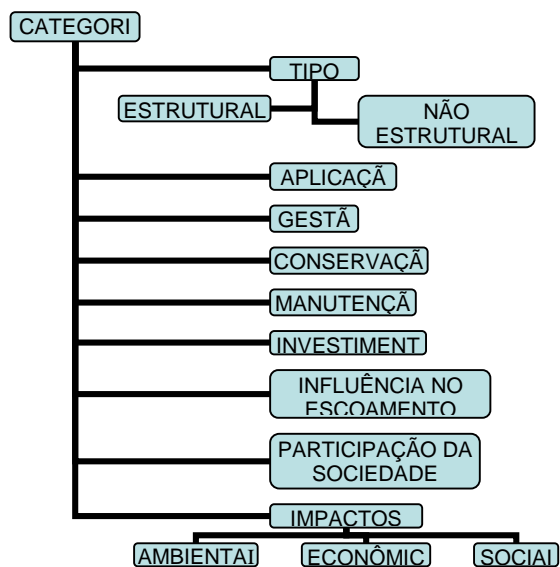 CATEGORI
TIPO
ESTRUTURAL
NÃO
ESTRUTURAL
APLICAÇÃ
GESTÃ
CONSERVAÇÃ
MANUTENÇÃ
INVESTIMENT
INFLUÊNCIA NO
ESCOAMENTO
PARTICIPAÇÃO DA
SOCIEDADE
IMPACTOS
AMBIENTAI
ECONÔMIC
SOCIAI